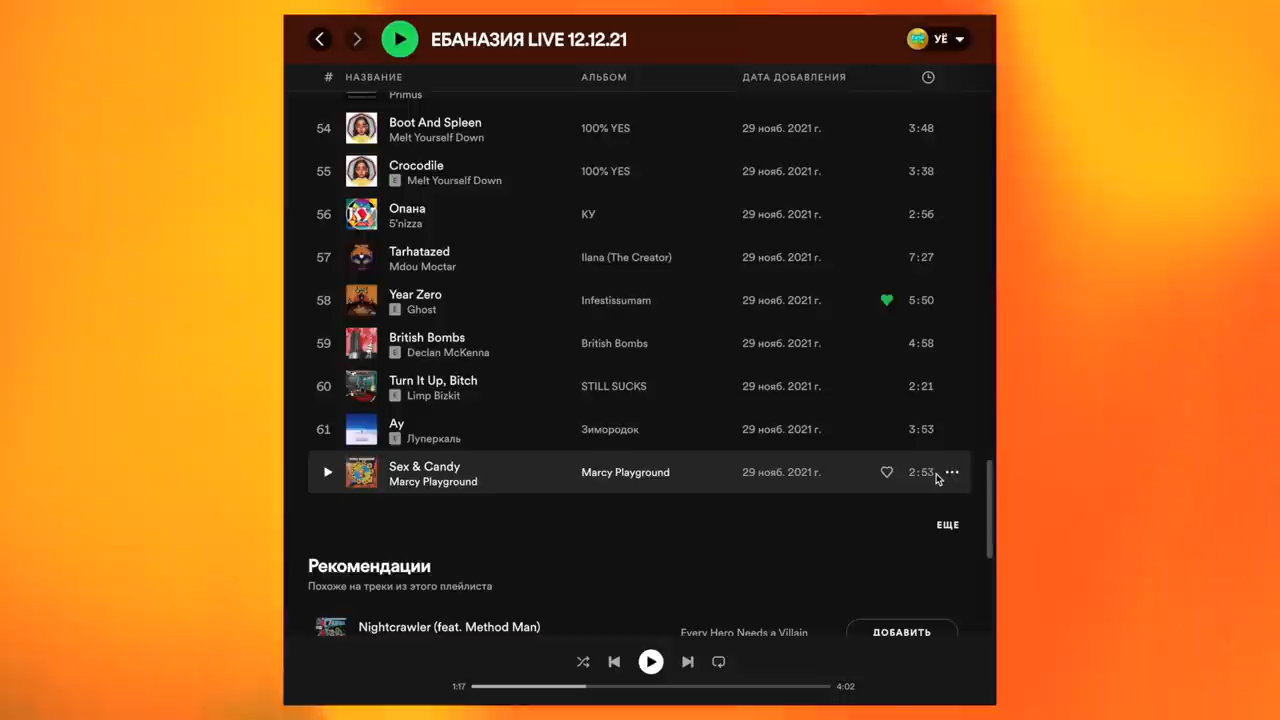 ЕБАНАЗИЯ LIVE 12.12.21
УЁ
# НАЗВАНИЕ АЛЬБОМ ДАТА ДОБАВЛЕНИЯ
Primus
54 Boot And Spleen 100% YES 29 нояб. 2021 г. 3:48
Melt Yourself Down
55 Crocodile 100% YES 29 нояб. 2021 г. 3:38
E Melt Yourself Down
56 Опана КУ 29 нояб. 2021 г. 2:56
5'nizza
57 Tarhatazed Ilana (The Creator) 29 нояб. 2021 г. 7:27
Mdou Moctar
58 Year Zero Infestissumam 29 нояб. 2021 г. 5:50
E Ghost
59 British Bombs British Bombs 29 нояб. 2021 г. 4:58
E Declan McKenna
60 Turn It Up, Bitch STILL SUCKS 29 нояб. 2021 г. 2:21
E Limp Bizkit
61 Ау Зимородок 29 нояб. 2021 г. 3:53
E Луперкаль
Sex & Candy Marcy Playground 29 нояб. 2021 г. 2:53
Marcy Playground
ЕЩЕ
Рекомендации
Похоже на треки из этого плейлиста
Nightcrawler (feat. Method Man) Every Hero Needs a Villain ДОБАВИТЬ
1:17 4:02